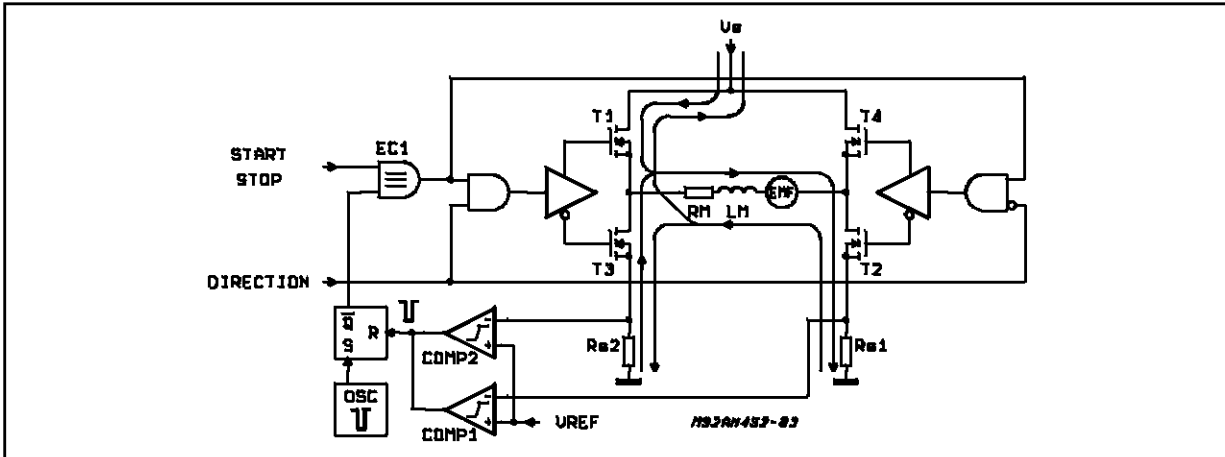 Vs
T1
T4
EC1
START
STOP
RM LM
EMF
T3
T2
DIRECTION
Q
R
S
COMP2
Rs2
Rs1
OSC
COMP1
VREF
M92AN452-03